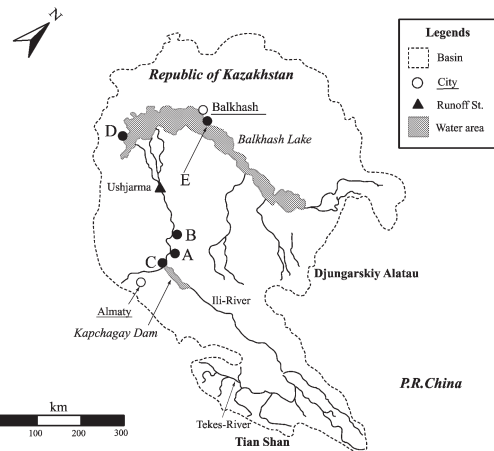 N
Republic of Kazakhstan
Legends
Basin
City
Runoff St.
Water area
Balkhash
Balkhash Lake
D
E
Ushjarma
B
A
C
Djungarskiy Alatau
Ili-River
Almaty
Kapchagay Dam
P.R.China
km
100 200 300
Tekes-River
Tian Shan